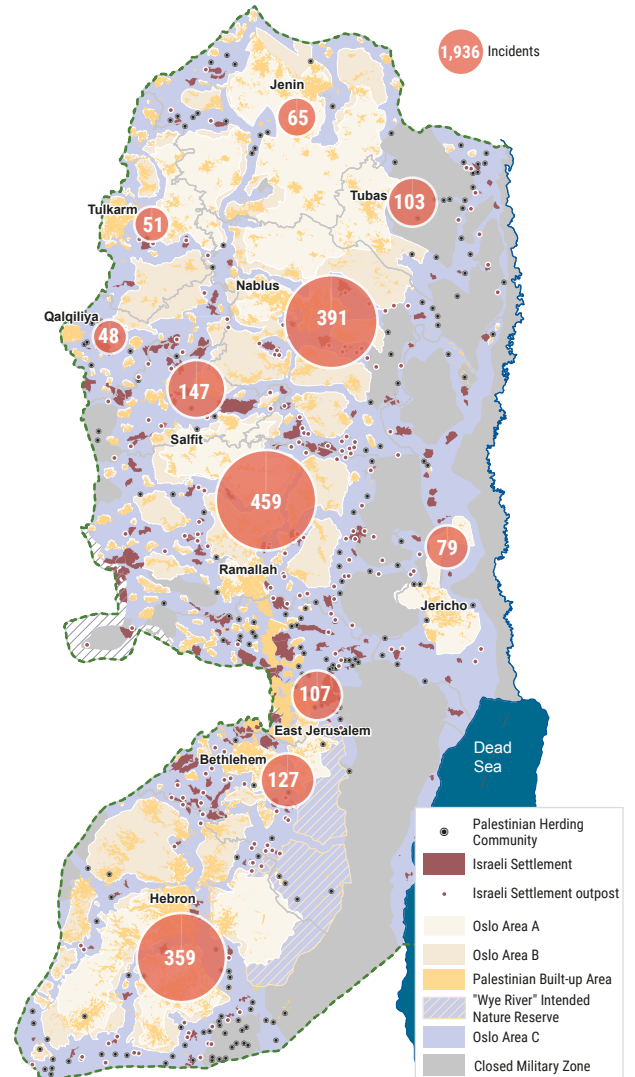 1,936 Incidents
Jenin
65
Tubas
103
Tulkarm
51
Nablus
391
Qalqiliya
48
147
Salfit
459
79
Ramallah
Jericho
107
East Jerusalem
Bethlehem
127
Dead
Sea
Hebron
359
Palestinian Herding
Community
Israeli Settlement
Israeli Settlement outpost
Oslo Area A
Oslo Area B
Palestinian Built-up Area
"Wye River" Intended
Nature Reserve
Oslo Area C
Closed Military Zone